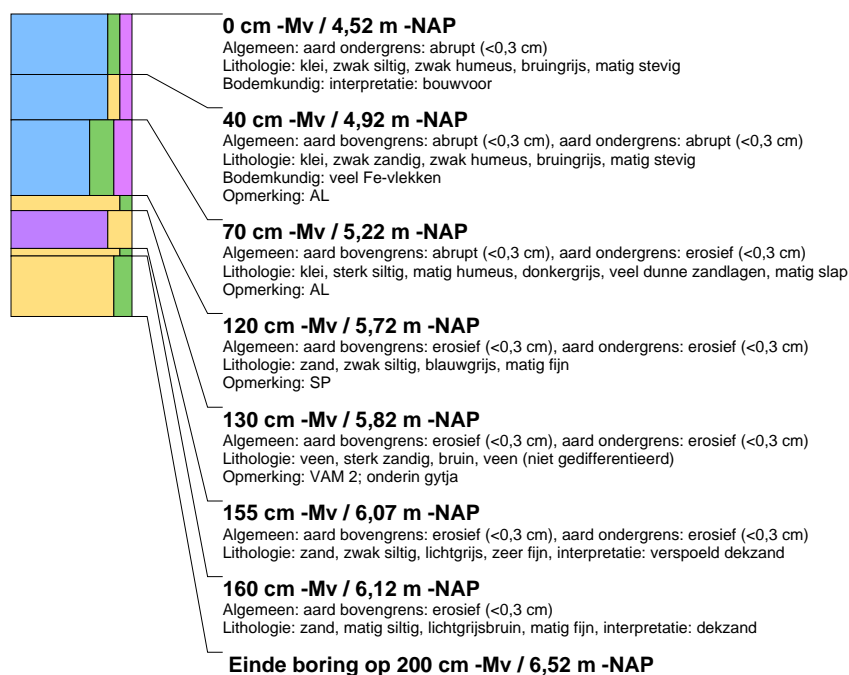 0 cm -Mv / 4,52 m -NAP
Algemeen: aard ondergrens: abrupt (<0,3 cm)
Lithologie: klei, zwak siltig, zwak humeus, bruingrijs, matig stevig
Bodemkundig: interpretatie: bouwvoor
40 cm -Mv / 4,92 m -NAP
Algemeen: aard bovengrens: abrupt (<0,3 cm), aard ondergrens: abrupt (<0,3 cm)
Lithologie: klei, zwak zandig, zwak humeus, bruingrijs, matig stevig
Bodemkundig: veel Fe-vlekken
Opmerking: AL
70 cm -Mv / 5,22 m -NAP
Algemeen: aard bovengrens: abrupt (<0,3 cm), aard ondergrens: erosief (<0,3 cm)
Lithologie: klei, sterk siltig, matig humeus, donkergrijs, veel dunne zandlagen, matig slap
Opmerking: AL
120 cm -Mv / 5,72 m -NAP
Algemeen: aard bovengrens: erosief (<0,3 cm), aard ondergrens: erosief (<0,3 cm)
Lithologie: zand, zwak siltig, blauwgrijs, matig fijn
Opmerking: SP
130 cm -Mv / 5,82 m -NAP
Algemeen: aard bovengrens: erosief (<0,3 cm), aard ondergrens: erosief (<0,3 cm)
Lithologie: veen, sterk zandig, bruin, veen (niet gedifferentieerd)
Opmerking: VAM 2; onderin gytja
155 cm -Mv / 6,07 m -NAP
Algemeen: aard bovengrens: erosief (<0,3 cm), aard ondergrens: erosief (<0,3 cm)
Lithologie: zand, zwak siltig, lichtgrijs, zeer fijn, interpretatie: verspoeld dekzand
160 cm -Mv / 6,12 m -NAP
Algemeen: aard bovengrens: erosief (<0,3 cm)
Lithologie: zand, matig siltig, lichtgrijsbruin, matig fijn, interpretatie: dekzand
Einde boring op 200 cm -Mv / 6,52 m -NAP